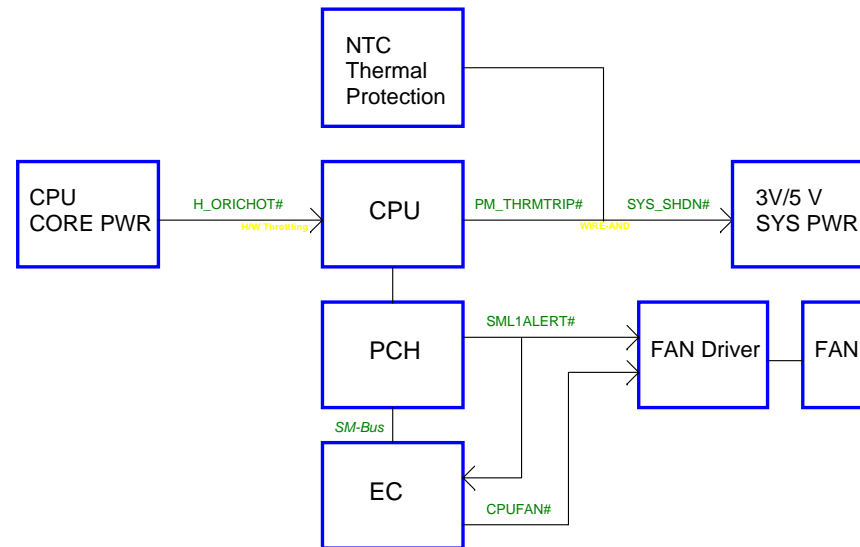 NTC
Thermal
Protection
CPU
CORE PWR
H_ORICHOT#
H/W Throttling
CPU
PM_THRMTRIP#
WIRE-AND
SYS_SHDN#
3V/5 V
SYS PWR
PCH
SML1ALERT#
FAN Driver
FAN
SM-Bus
EC
CPUFAN#